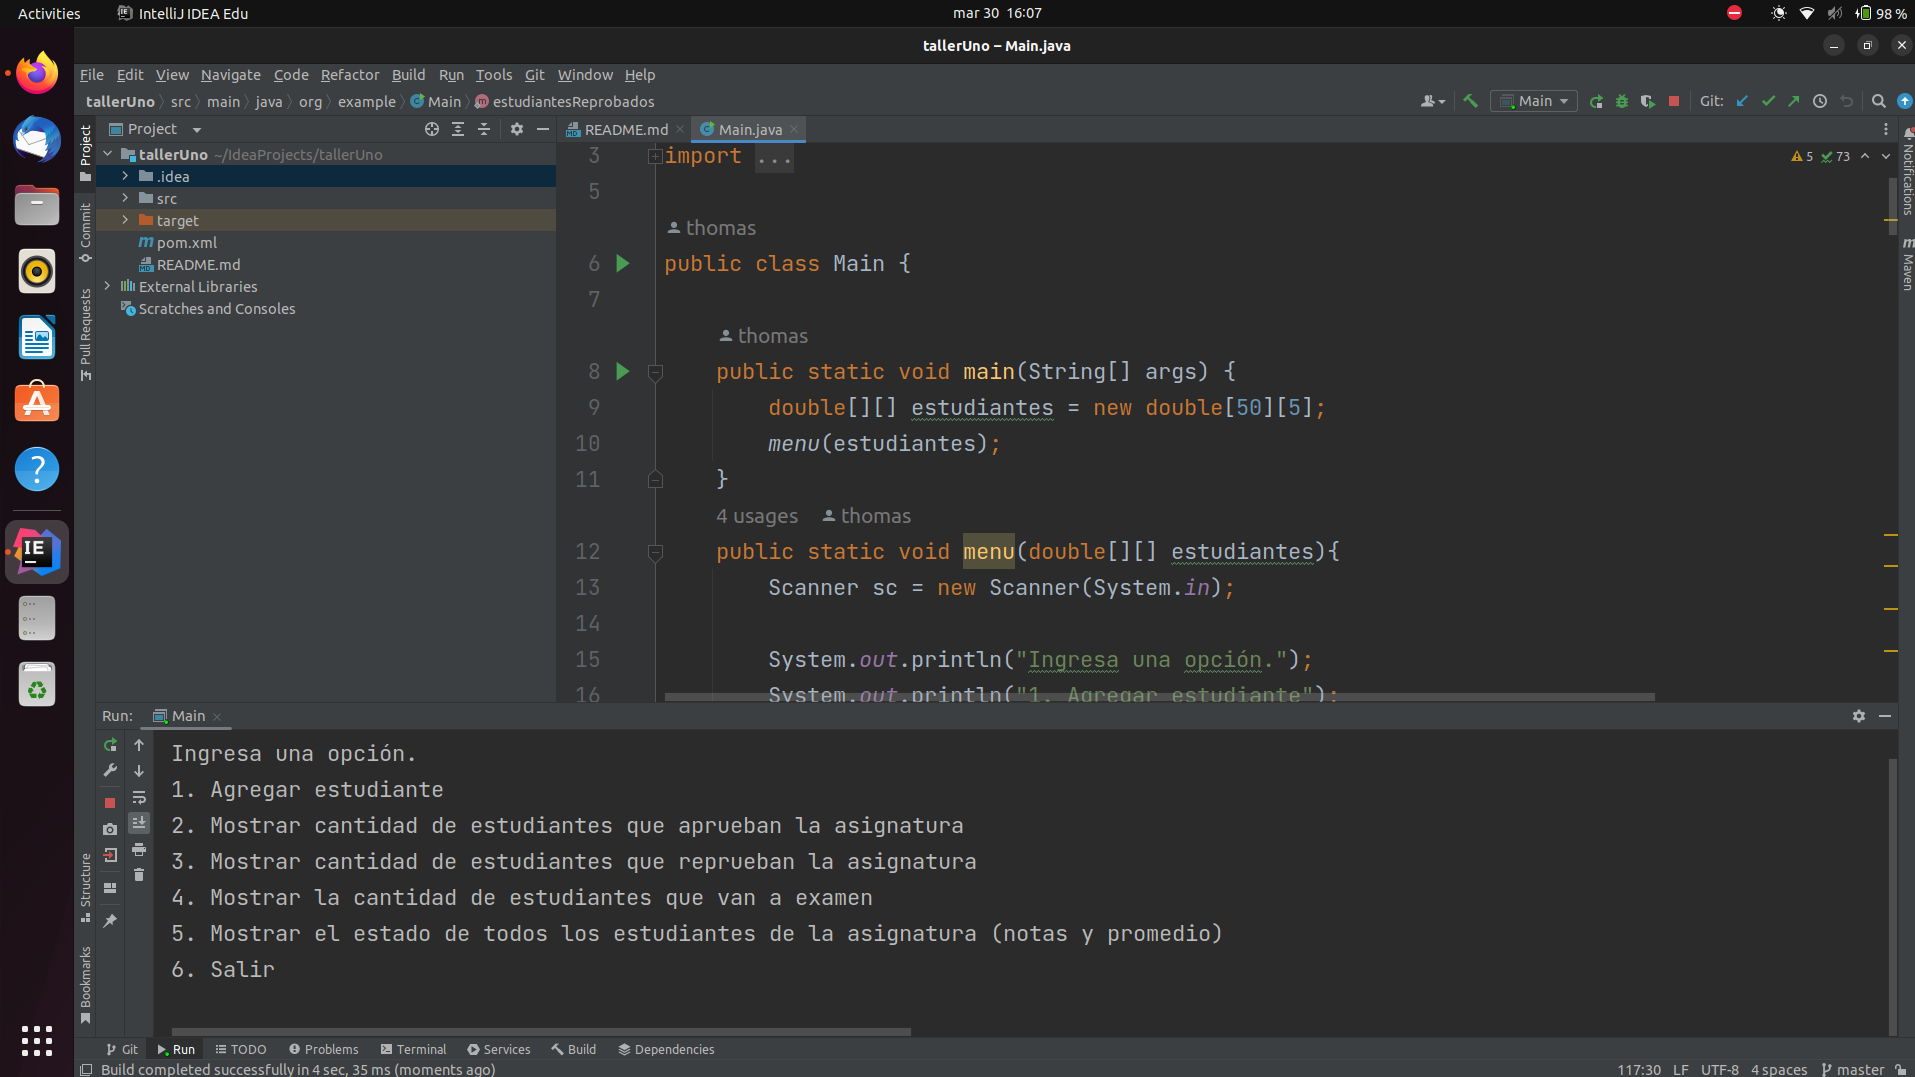 Activities
IntelliJ IDEA Edu
mar 30 16:07
98 %
tallerUno – Main.java
File Edit View Navigate Code Refactor Build Run Tools Git Window Help
tallerUno src main java org example Main estudiantesReprobados
Main
Git:
Project
README.md
Main.java
tallerUno ~/IdeaProjects/tallerUno
.idea
src
target
pom.xml
README.md
External Libraries
Scratches and Consoles
Project
Commit
Pull Requests
Structure
Bookmarks
Notifications
Maven
5 73
3 import ...
5
thomas
6 public class Main {
7
thomas
8 public static void main(String[] args) {
9 double[][] estudiantes = new double[50][5];
10 menu(estudiantes);
11 }
4 usages thomas
12 public static void menu(double[][] estudiantes){
13 Scanner sc = new Scanner(System.in);
14
15 System.out.println("Ingresa una opción.");
16 System.out.println("1. Agregar estudiante");
Run: Main
Ingresa una opción.
1. Agregar estudiante
2. Mostrar cantidad de estudiantes que aprueban la asignatura
3. Mostrar cantidad de estudiantes que reprueban la asignatura
4. Mostrar la cantidad de estudiantes que van a examen
5. Mostrar el estado de todos los estudiantes de la asignatura (notas y promedio)
6. Salir
Git Run TODO Problems Terminal Services Build Dependencies
Build completed successfully in 4 sec, 35 ms (moments ago)
117:30 LF UTF-8 4 spaces master